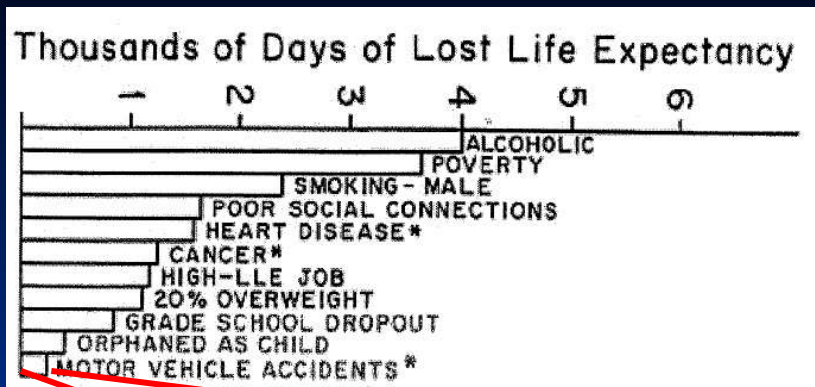 Thousands of Days of Lost Life Expectancy
1 2 3 4 5 6
ALCOHOLIC
POVERTY
SMOKING-MALE
POOR SOCIAL CONNECTIONS
HEART DISEASE*
CANCER*
HIGH-LLE JOB
20% OVERWEIGHT
GRADE SCHOOL DROPOUT
ORPHANED AS CHILD
MOTOR VEHICLE ACCIDENTS*